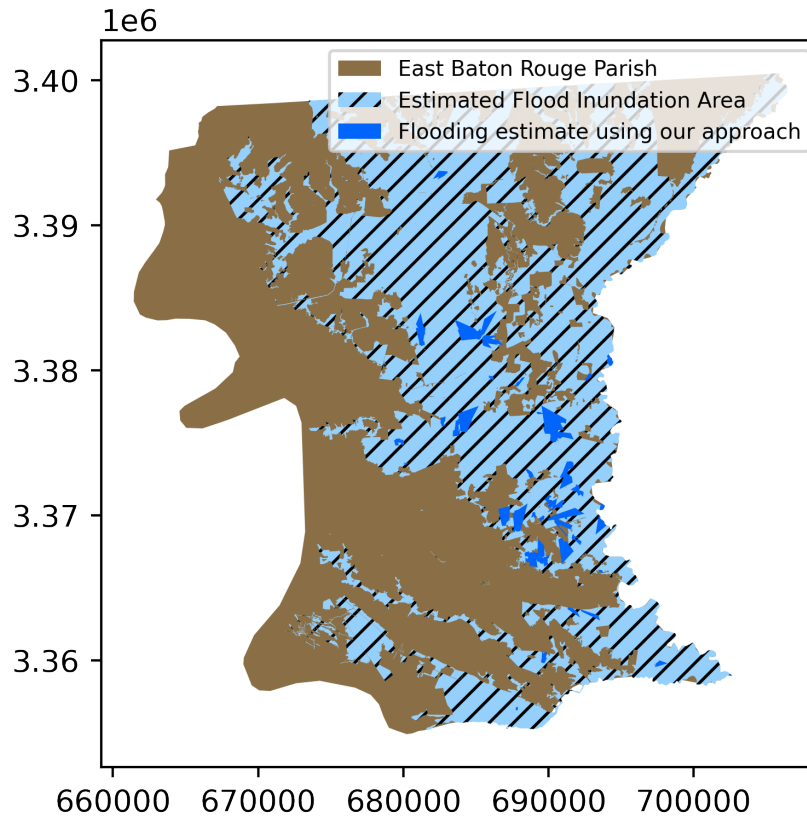 1e6
3.40
3.39
3.38
3.37
3.36
660000 670000 680000 690000 700000
East Baton Rouge Parish
Estimated Flood Inundation Area
Flooding estimate using our approach